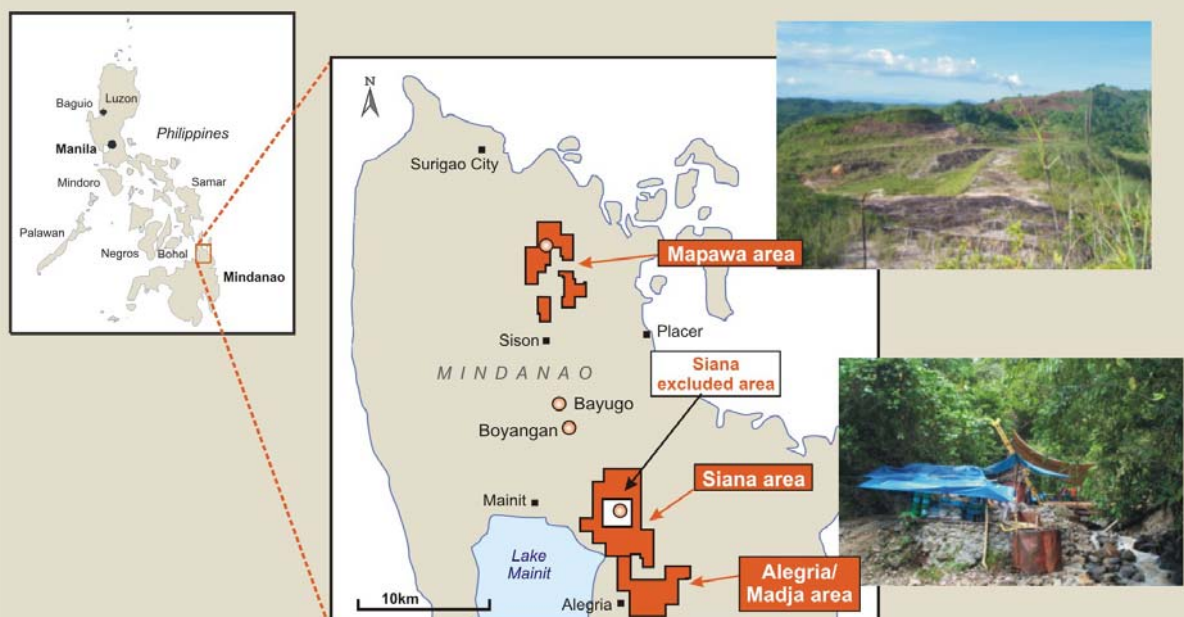 Baguio
Luzon
Manila
Philippines
Mindoro
Samar
Palawan
Negros
Bohol
Mindanao
N
Surigao City
Mapawa area
Sison
Placer
MINDANAO
Siana
excluded area
Bayugo
Boyangan
Siana area
Mainit
Lake
Mainit
Alegria/
Madja area
10km
Alegria